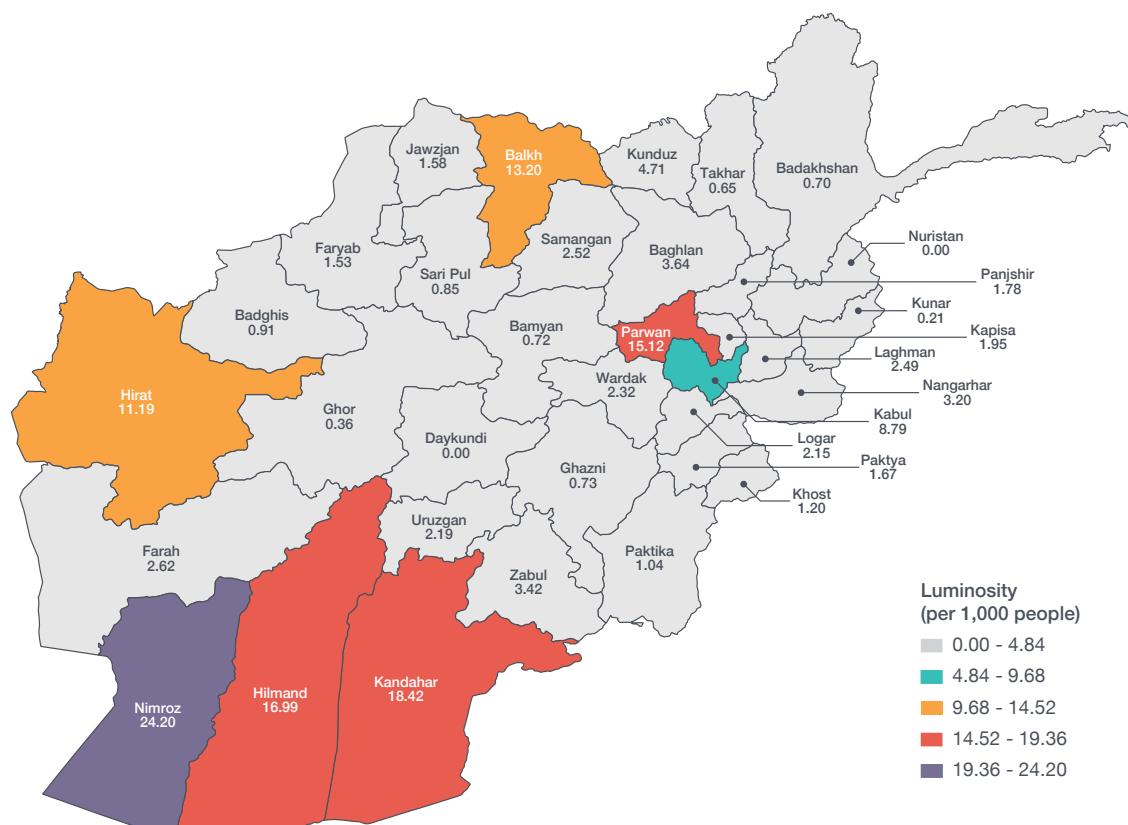 Jawzjan
1.58
Balkh
13.20
Kunduz
4.71
Takhar
0.65
Badakhshan
0.70
Faryab
1.53
Sari Pul
0.85
Samangan
2.52
Baghlan
3.64
Nuristan
0.00
Panjshir
1.78
Kunar
0.21
Kapisa
1.95
Laghman
2.49
Nangarhar
3.20
Kabul
8.79
Logar
2.15
Paktya
1.67
Khost
1.20
Badghis
0.91
Bamyan
0.72
Parwan
15.12
Wardak
2.32
Hirat
11.19
Ghor
0.36
Daykundi
0.00
Ghazni
0.73
Uruzgan
2.19
Farah
2.62
Zabul
3.42
Paktika
1.04
Nimroz
24.20
Hilmand
16.99
Kandahar
18.42
Luminosity
(per 1,000 people)
0.00 - 4.84
4.84 - 9.68
9.68 - 14.52
14.52 - 19.36
19.36 - 24.20